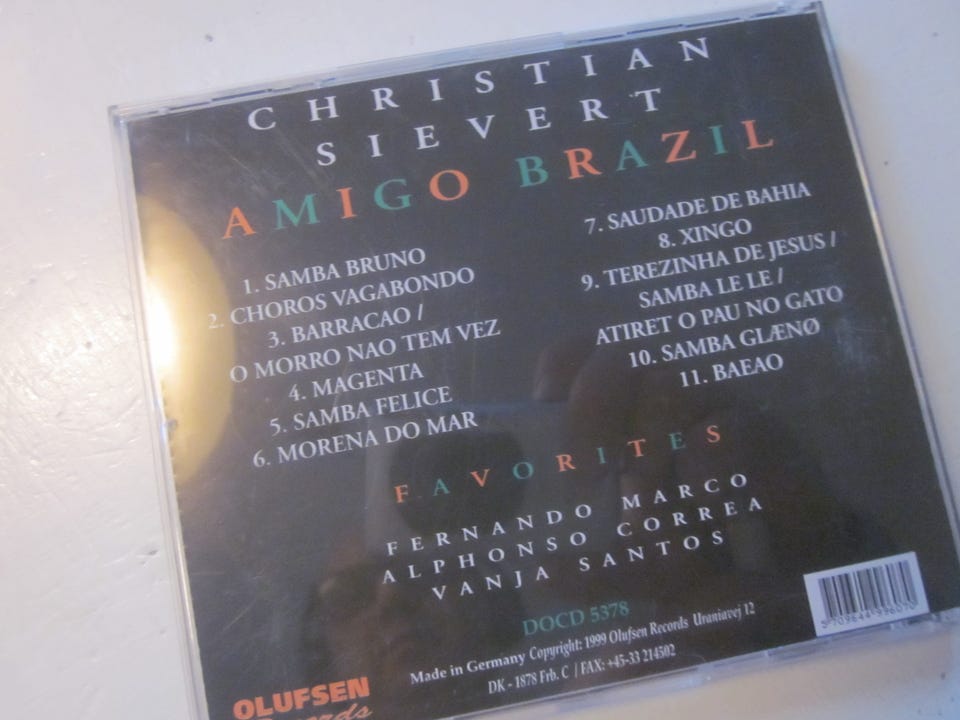 CHRISTIAN
SIEVERT
AMIGO BRAZIL
1. SAMBA BRUNO
2. CHOROS VAGABONDO
3. BARRACAO /
O MORRO NAO TEM VEZ
4. MAGENTA
5. SAMBA FELICE
6. MORENA DO MAR
7. SAUDADE DE BAHIA
8. XINGO
9. TEREZINHA DE JESUS /
SAMBA LE LE /
ATIRET O PAU NO GATO
10. SAMBA GLÆNØ
11. BAEAO
FAVORITES
FERNANDO MARCO
ALPHONSO CORREA
VANJA SANTOS
DOCD 5378
Made in Germany Copyright: 1999 Olufsen Records Uraniavej 12
DK - 1878 Frb. C / FAX: +45-33 214502
OLUFSEN
Records